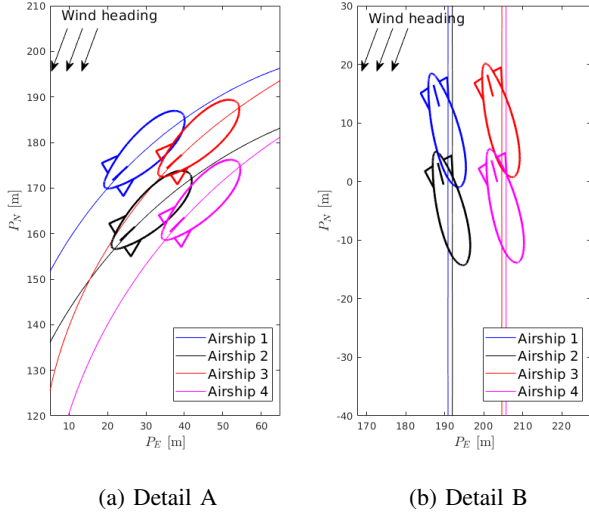 Wind heading
210
200
190
180
170
160
150
140
130
120
10 20 30 40 50 60
P_N [m]
P_E [m]
Airship 1
Airship 2
Airship 3
Airship 4
(a) Detail A
Wind heading
30
20
10
0
-10
-20
-30
-40
170 180 190 200 210 220
P_N [m]
P_E [m]
Airship 1
Airship 2
Airship 3
Airship 4
(b) Detail B